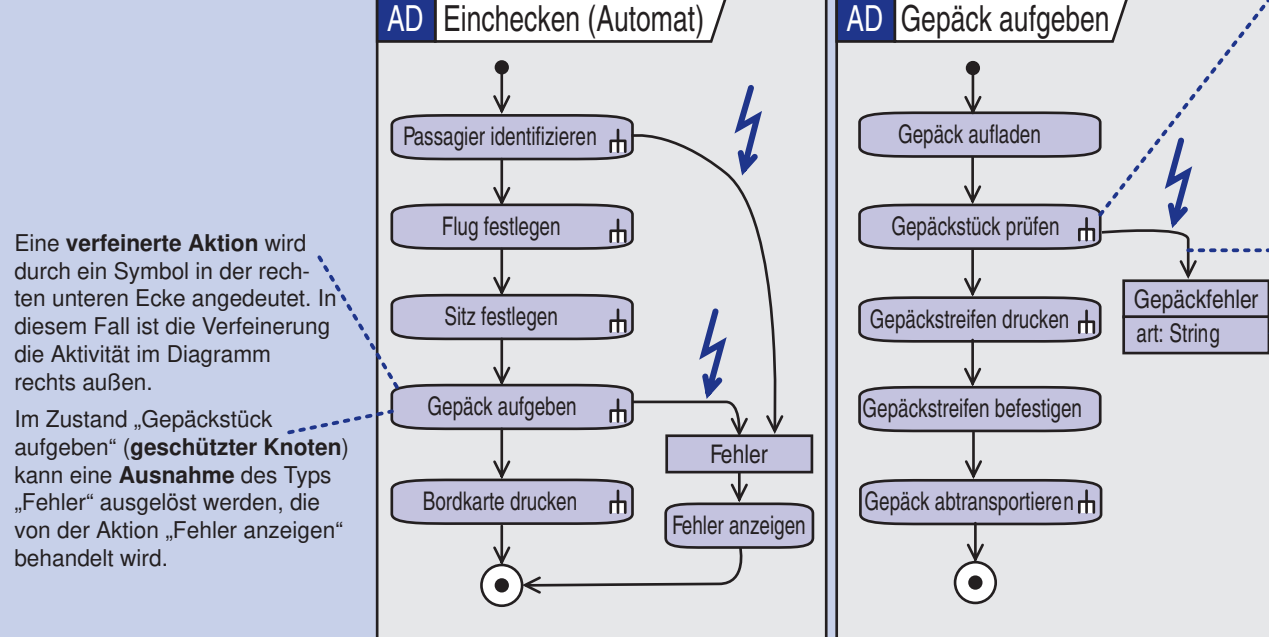 Eine verfeinerte Aktion wird
durch ein Symbol in der rech-
ten unteren Ecke angedeutet. In
diesem Fall ist die Verfeinerung
die Aktivität im Diagramm
rechts außen.
Im Zustand „Gepäckstück
aufgeben“ (geschützter Knoten)
kann eine Ausnahme des Typs
„Fehler“ ausgelöst werden, die
von der Aktion „Fehler anzeigen“
behandelt wird.
AD Einchecken (Automat)
Passagier identifizieren
Flug festlegen
Sitz festlegen
Gepäck aufgeben
Bordkarte drucken
Fehler
Fehler anzeigen
AD Gepäck aufgeben
Gepäck aufladen
Gepäckstück prüfen
Gepäckstreifen drucken
Gepäckstreifen befestigen
Gepäck abtransportieren
Gepäckfehler
art: String